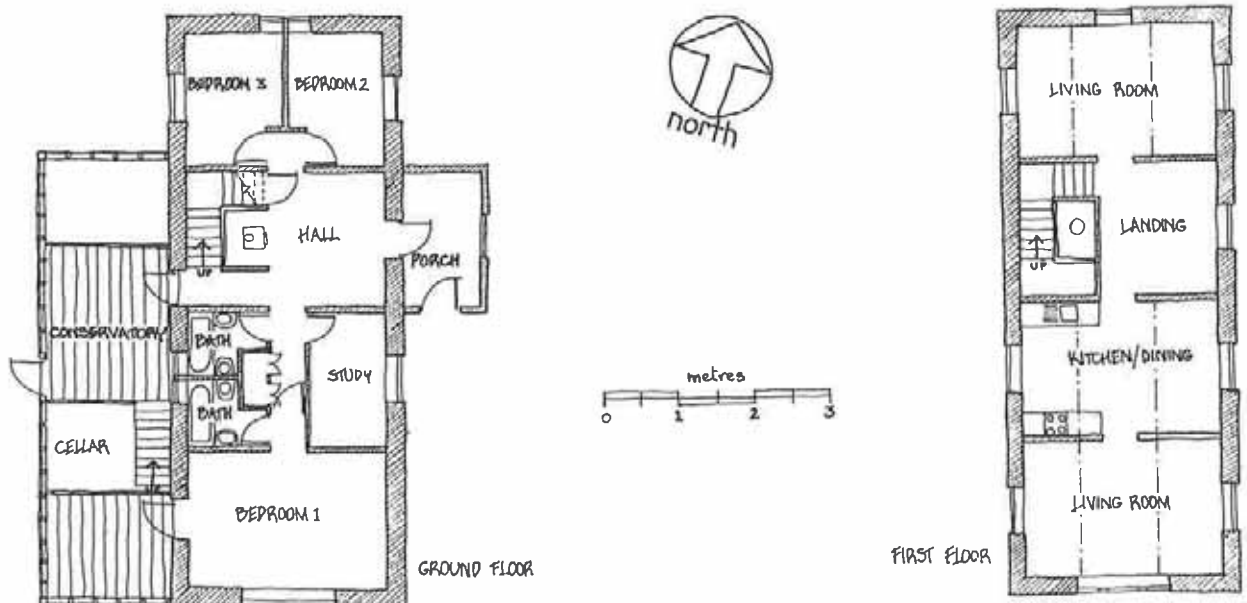 BEDROOM 3
BEDROOM 2
HALL
UP
PORCH
CONSERVATORY
BATH
STUDY
BATH
CELLAR
UP
BEDROOM 1
GROUND FLOOR
north
metres
0 1 2 3
LIVING ROOM
LANDING
UP
KITCHEN/DINING
LIVING ROOM
FIRST FLOOR